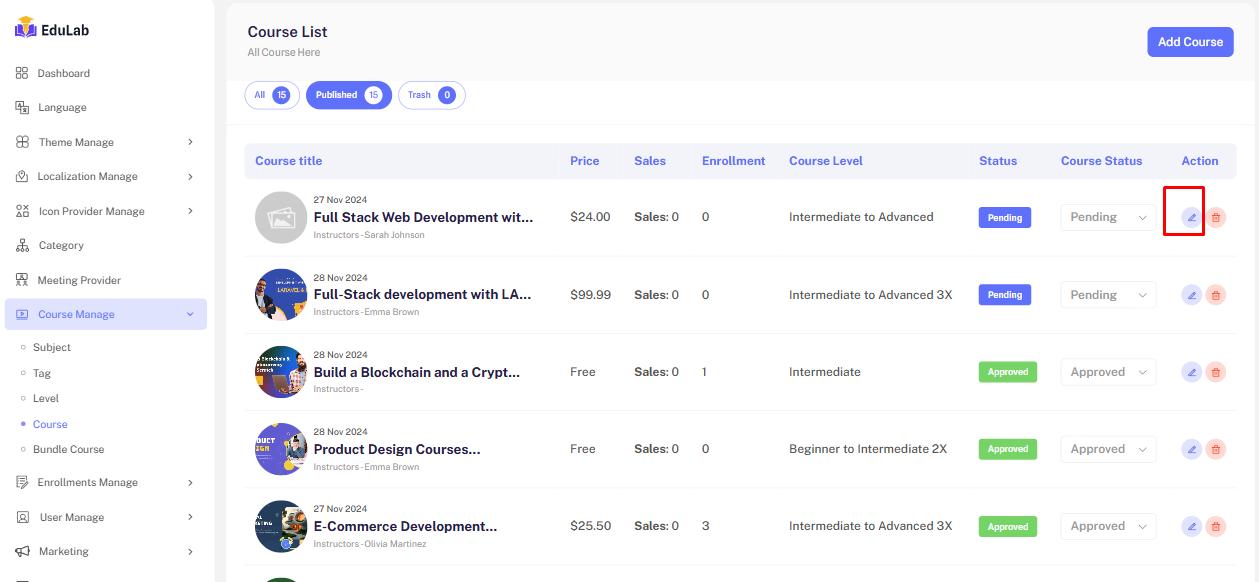 EduLab
Dashboard
Language
Theme Manage
Localization Manage
Icon Provider Manage
Category
Meeting Provider
Course Manage
Subject
Tag
Level
Course
Bundle Course
Enrollments Manage
User Manage
Marketing
Course List
All Course Here
Add Course
All 15 Published 15 Trash 0
Course title Price Sales Enrollment Course Level Status Course Status Action
27 Nov 2024
Full Stack Web Development wit... $24.00 Sales: 0 0 Intermediate to Advanced Pending Pending
Instructors - Sarah Johnson
28 Nov 2024
Full-Stack development with LA... $99.99 Sales: 0 0 Intermediate to Advanced 3X Pending Pending
Instructors - Emma Brown
28 Nov 2024
Build a Blockchain and a Crypt... Free Sales: 0 1 Intermediate Approved Approved
Instructors -
28 Nov 2024
Product Design Courses... Free Sales: 0 0 Beginner to Intermediate 2X Approved Approved
Instructors - Emma Brown
27 Nov 2024
E-Commerce Development... $25.50 Sales: 0 3 Intermediate to Advanced 3X Approved Approved
Instructors - Olivia Martinez